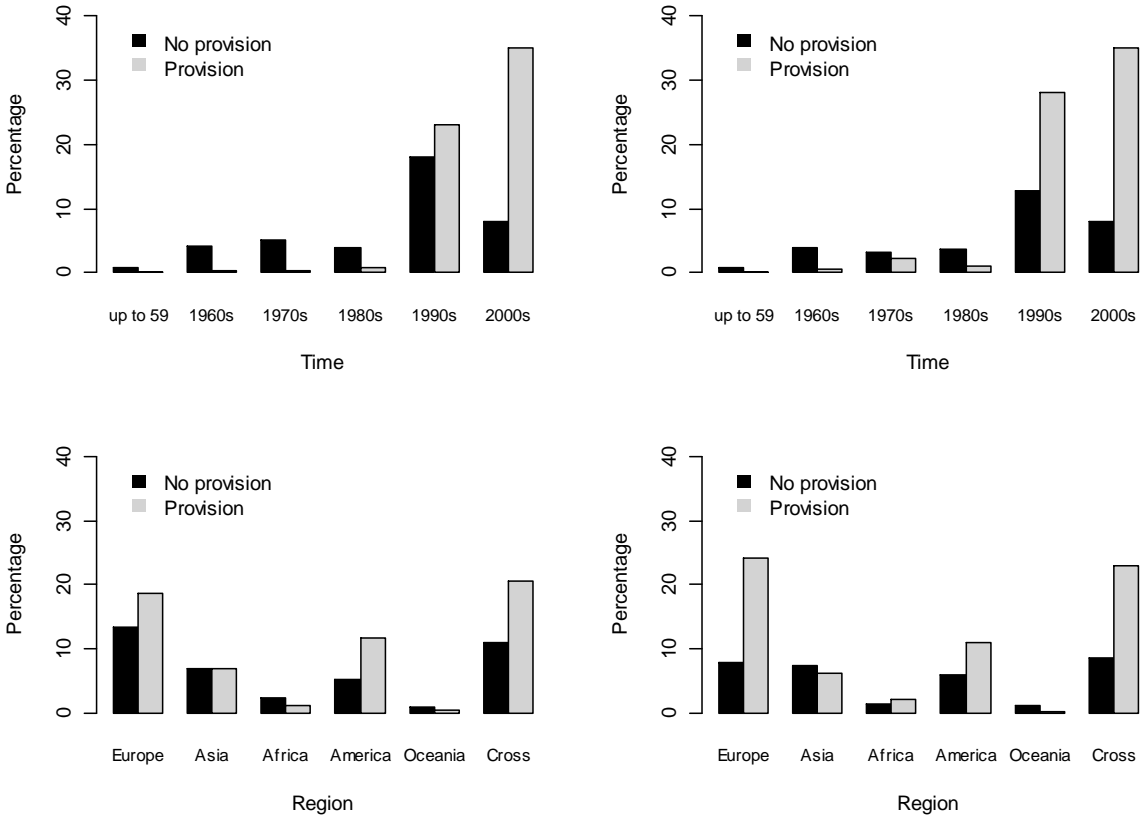 Percentage
40
30
20
10
0
No provision
Provision
up to 59 1960s 1970s 1980s 1990s 2000s
Time
Percentage
40
30
20
10
0
No provision
Provision
up to 59 1960s 1970s 1980s 1990s 2000s
Time
Percentage
40
30
20
10
0
No provision
Provision
Europe Asia Africa America Oceania Cross
Region
Percentage
40
30
20
10
0
No provision
Provision
Europe Asia Africa America Oceania Cross
Region